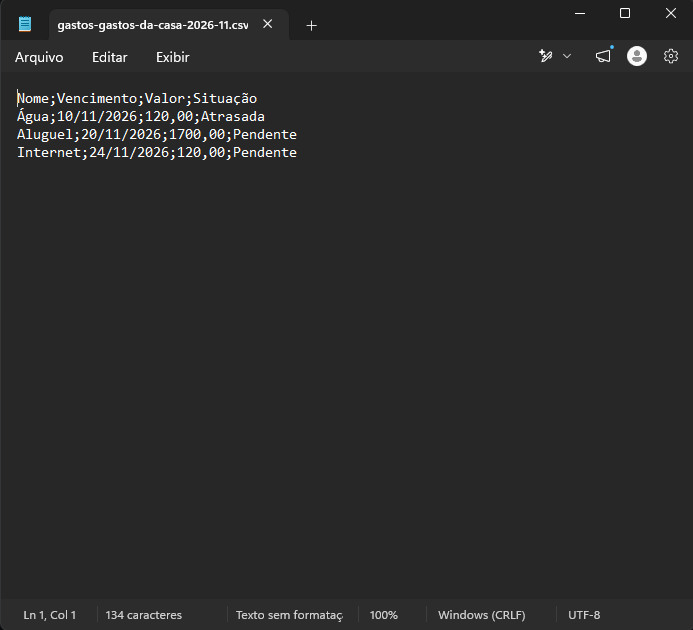 gastos-gastos-da-casa-2026-11.csv
Arquivo Editar Exibir
Nome;Vencimento;Valor;Situação
Água;10/11/2026;120,00;Atrasada
Aluguel;20/11/2026;1700,00;Pendente
Internet;24/11/2026;120,00;Pendente
Ln 1, Col 1 134 caracteres Texto sem formataç 100% Windows (CRLF) UTF-8